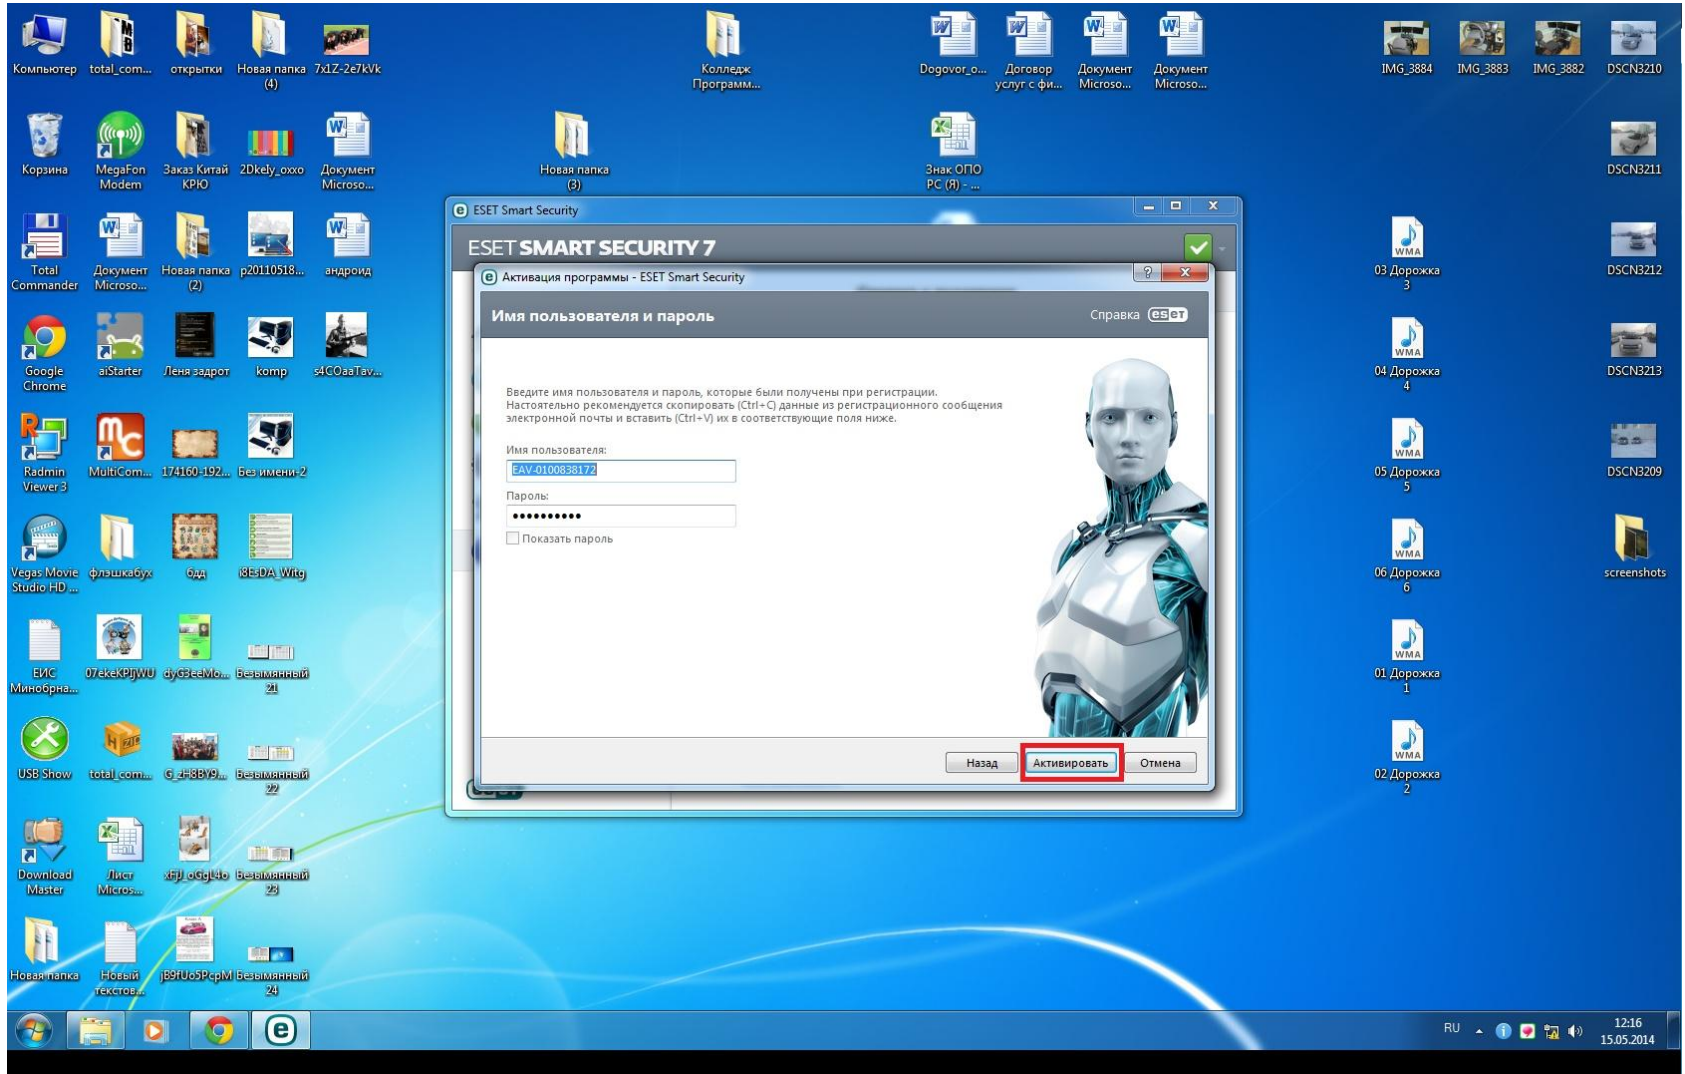 Компьютер
total_com...
открытки
Новая папка
(4)
7x1Z-2e7kVk
Колледж
Программ...
Dogovor_o...
Договор
услуг с фи...
Документ
Microso...
Документ
Microso...
IMG_3884
IMG_3883
IMG_3882
DSCN3210
Корзина
MegaFon
Modem
Заказ Китай
КРЮ
2Dkely_oxxo
Документ
Microso...
Новая папка
(3)
Знак ОПО
РС (Я) - ...
DSCN3211
Total
Commander
Документ
Microso...
Новая папка
(2)
p20110518...
андроид
03 Дорожка
3
DSCN3212
Google
Chrome
aiStarter
Леня задрот
komp
s4COaaTav...
04 Дорожка
4
DSCN3213
Radmin
Viewer 3
MultiCom...
174160-192...
Без имени-2
05 Дорожка
5
DSCN3209
Vegas Movie
Studio HD ...
флэшкабух
бдд
i8EsDA_Witg
06 Дорожка
6
screenshots
ЕИС
Минобрна...
07ekeKPIjWU
dyG3eeMo...
Безымянный
21
01 Дорожка
1
USB Show
total_com...
G_zH8BY9...
Безымянный
22
02 Дорожка
2
Download
Master
Лист
Micros...
xFjU_oGgL4o
Безымянный
23
Новая папка
Новый
текстов...
jB9fUo5PcpM
Безымянный
24
WMA
WMA
WMA
WMA
WMA
WMA
ESET Smart Security
ESET SMART SECURITY 7
Активация программы - ESET Smart Security
Имя пользователя и пароль
Справка eset
Введите имя пользователя и пароль, которые были получены при регистрации.
Настоятельно рекомендуется скопировать (Ctrl+C) данные из регистрационного сообщения
электронной почты и вставить (Ctrl+V) их в соответствующие поля ниже.
Имя пользователя:
EAV-0100838172
Пароль:
••••••••••
Показать пароль
Назад
Активировать
Отмена
RU
12:16
15.05.2014